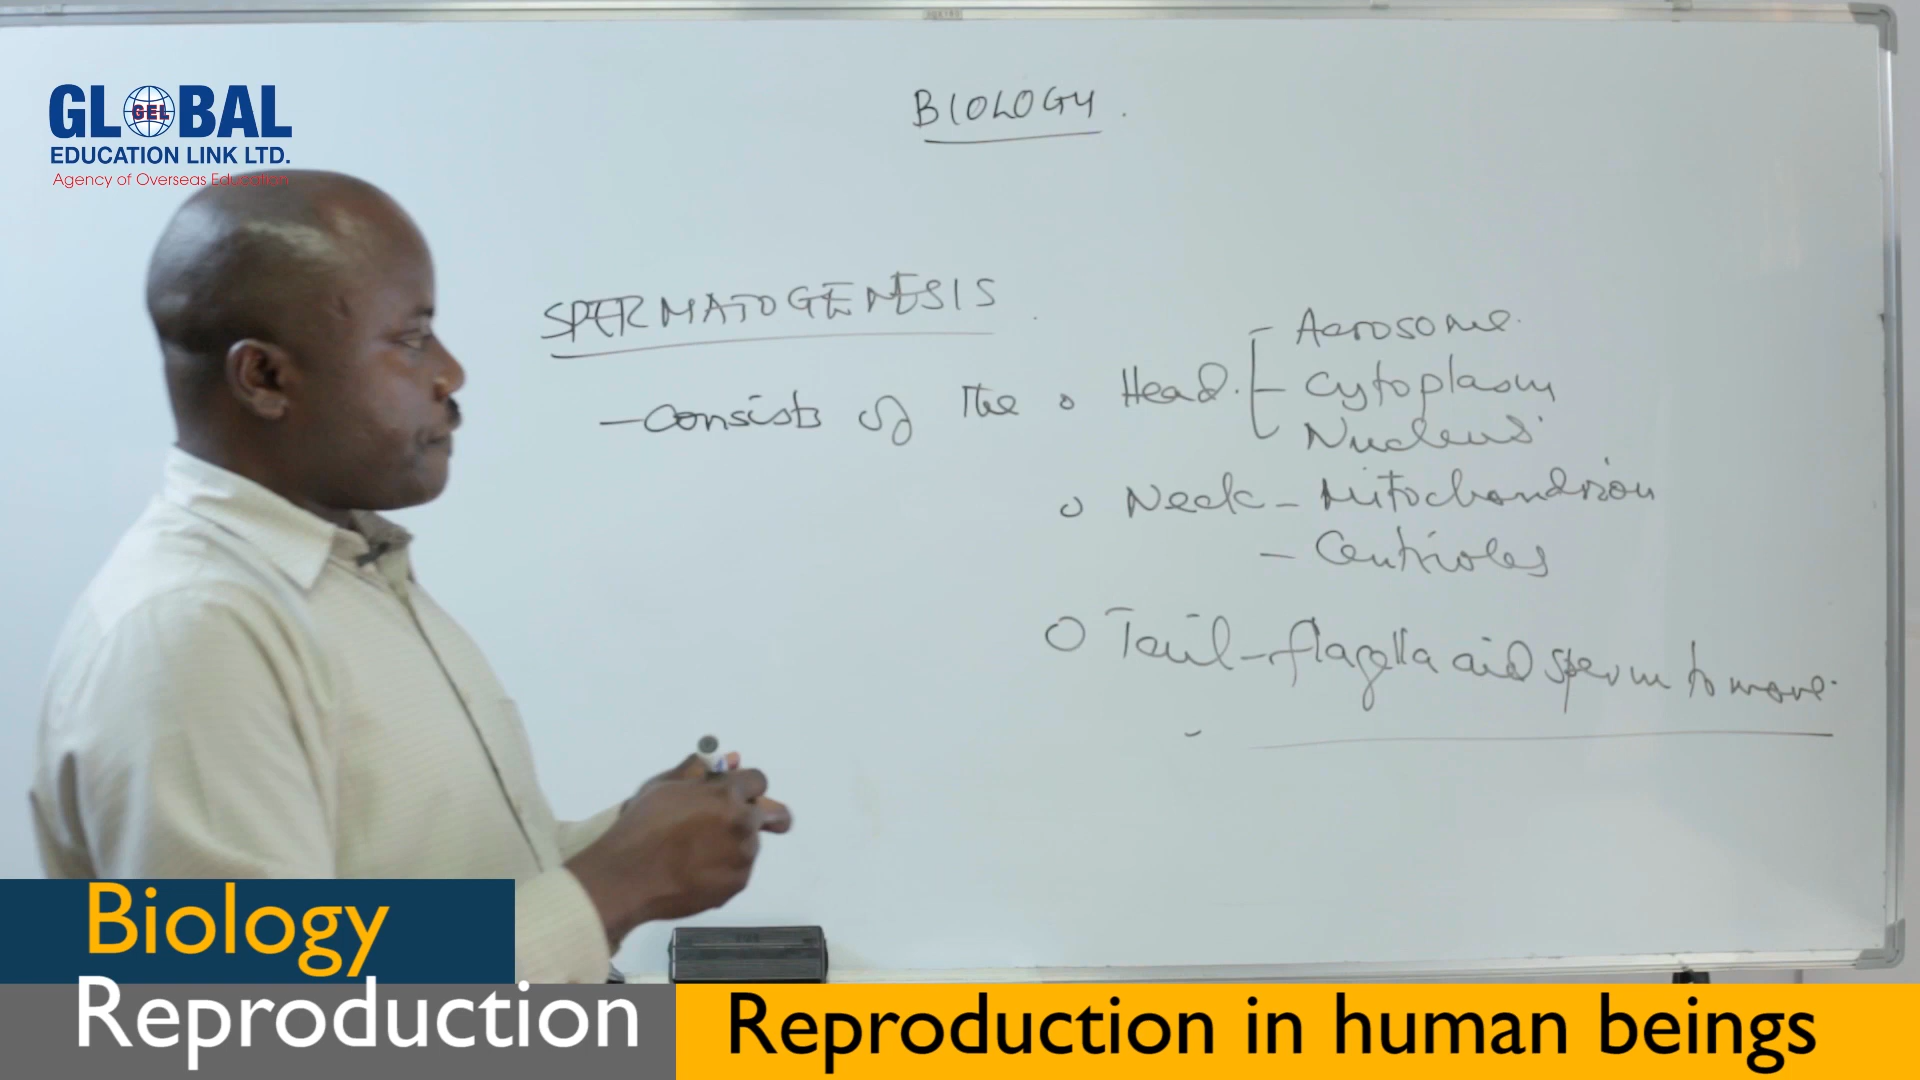 GLOBAL
GEL
EDUCATION LINK LTD.
Agency of Overseas Education
BIOLOGY.
SPERMATOGENESIS.
- Consists of the o Head. - Acrosome.
- Cytoplasm
Nucleus
o Neck - Mitochondrion
- Centrioles
o Tail - flagella aid sperm to move.
Biology
Reproduction
Reproduction in human beings